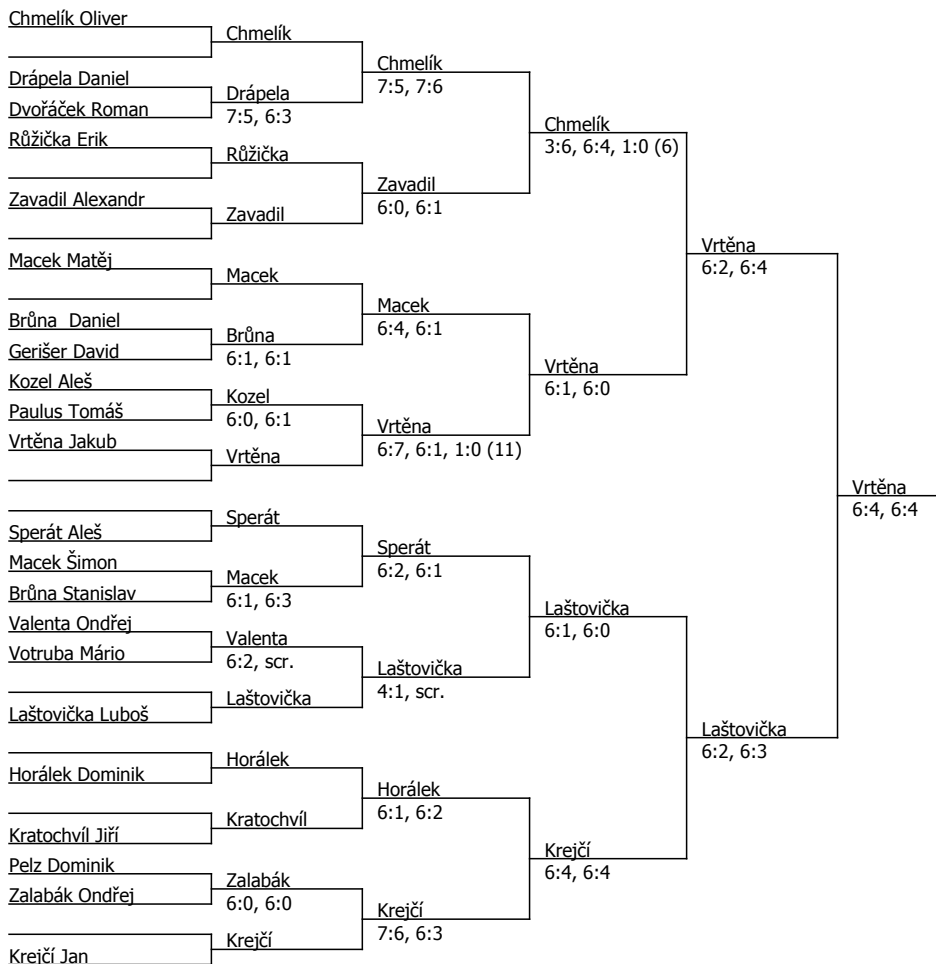 Chmelík Oliver
Drápela Daniel
Dvořáček Roman
Růžička Erik
Zavadil Alexandr
Macek Matěj
Brůna  Daniel
Gerišer David
Kozel Aleš
Paulus Tomáš
Vrtěna Jakub
Sperát Aleš
Macek Šimon
Brůna Stanislav
Valenta Ondřej
Votruba Mário
Laštovička Luboš
Horálek Dominik
Kratochvíl Jiří
Pelz Dominik
Zalabák Ondřej
Krejčí Jan
Chmelík
Drápela
7:5, 6:3
Růžička
Zavadil
Macek
Brůna
6:1, 6:1
Kozel
6:0, 6:1
Vrtěna
Sperát
Macek
6:1, 6:3
Valenta
6:2, scr.
Laštovička
Horálek
Kratochvíl
Zalabák
6:0, 6:0
Krejčí
Chmelík
7:5, 7:6
Zavadil
6:0, 6:1
Macek
6:4, 6:1
Vrtěna
6:7, 6:1, 1:0 (11)
Sperát
6:2, 6:1
Laštovička
4:1, scr.
Horálek
6:1, 6:2
Krejčí
7:6, 6:3
Chmelík
3:6, 6:4, 1:0 (6)
Vrtěna
6:1, 6:0
Laštovička
6:1, 6:0
Krejčí
6:4, 6:4
Vrtěna
6:2, 6:4
Laštovička
6:2, 6:3
Vrtěna
6:4, 6:4